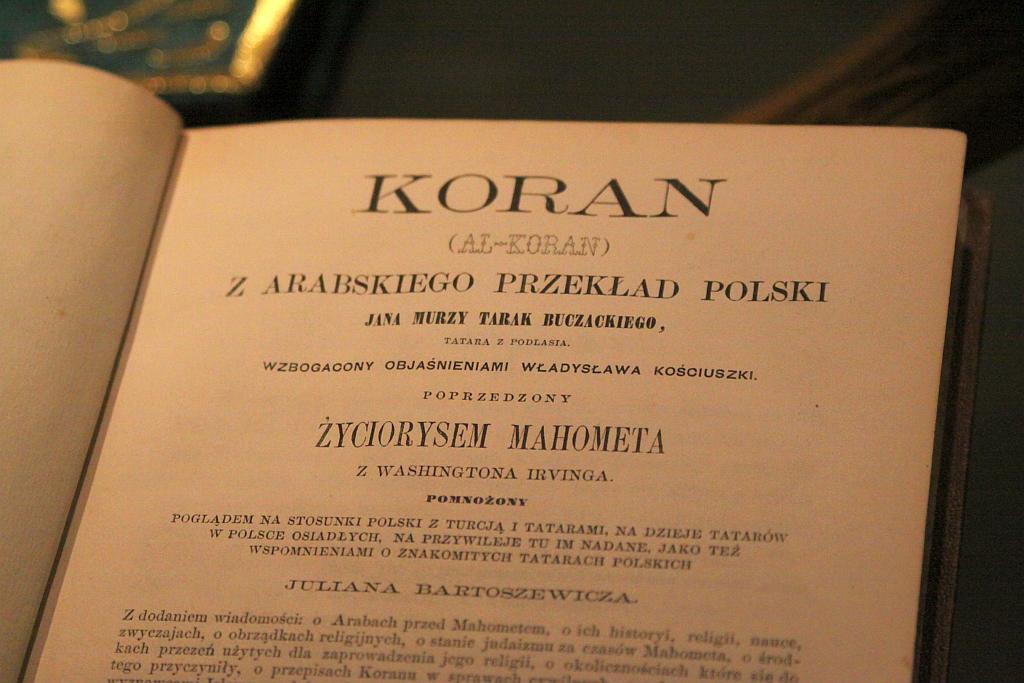 KORAN
(AL-KORAN)
Z ARABSKIEGO PRZEKŁAD POLSKI
JANA MURZY TARAK BUCZACKIEGO,
TATARA Z PODLASIA.
WZBOGACONY OBJAŚNIENIAMI WŁADYSŁAWA KOŚCIUSZKI.
POPRZEDZONY
ŻYCIORYSEM MAHOMETA
Z WASHINGTONA IRVINGA.
POMNOŻONY
POGLĄDEM NA STOSUNKI POLSKI Z TURCJĄ I TATARAMI, NA DZIEJE TATARÓW
W POLSCE OSIADŁYCH, NA PRZYWILEJE TU IM NADANE, JAKO TEŻ
WSPOMNIENIAMI O ZNAKOMITYCH TATARACH POLSKICH
JULIANA BARTOSZEWICZA.
Z dodaniem wiadomości: o Arabach przed Mahometem, o ich historyi, religii, nauce,
zwyczajach, o obrządkach religijnych, o stanie judaizmu za czasów Mahometa, o środ-
kach przezeń użytych dla zaprowadzenia jego religii, o okolicznościach które się do
tego przyczyniły, o przepisach Koranu w sprawach